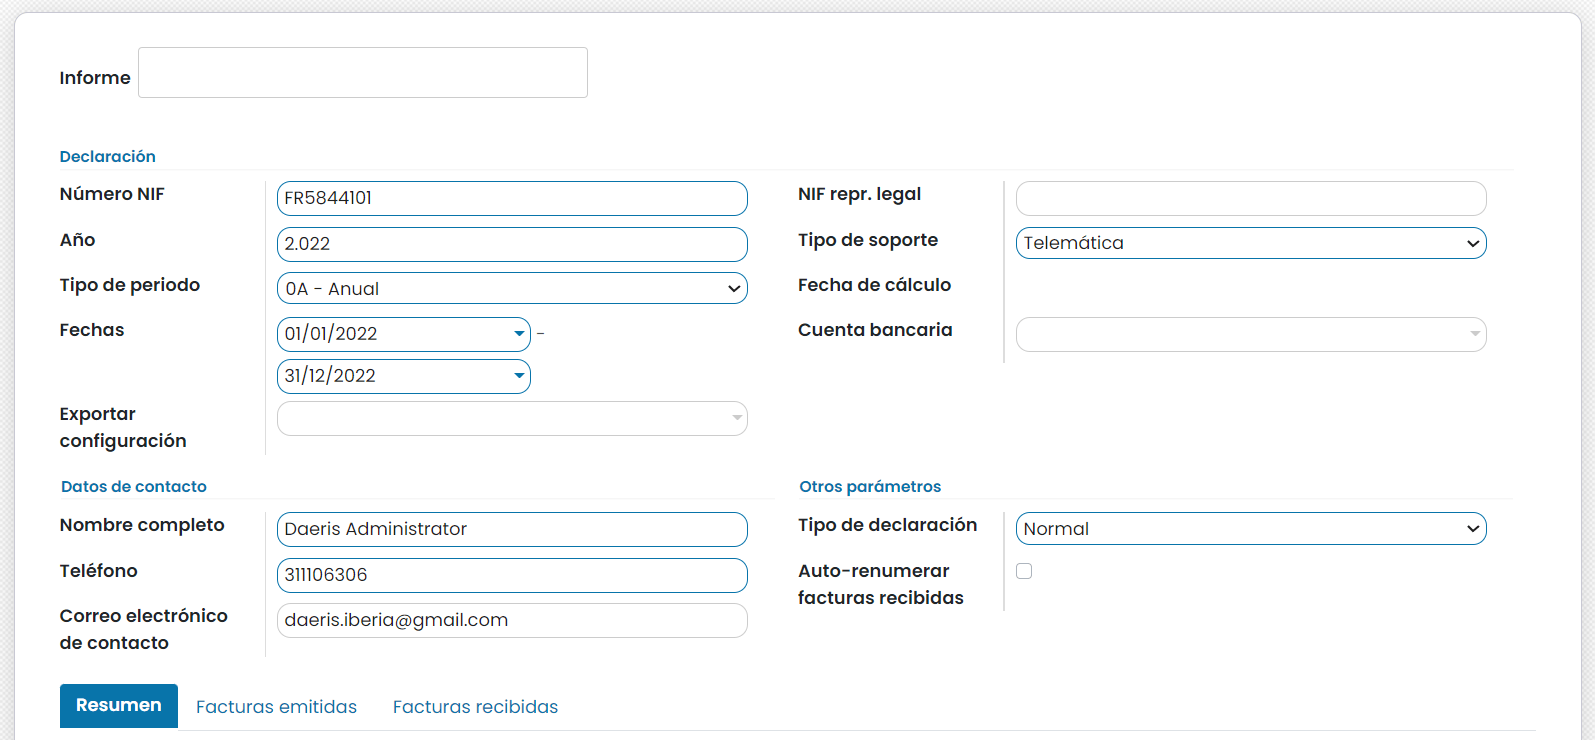 Informe
Declaración
Número NIF
FR5844101
Año
2.022
Tipo de periodo
0A - Anual
Fechas
01/01/2022 -
31/12/2022
Exportar
configuración
NIF repr. legal
Tipo de soporte
Telemática
Fecha de cálculo
Cuenta bancaria
Datos de contacto
Nombre completo
Daeris Administrator
Teléfono
311106306
Correo electrónico
de contacto
daeris.iberia@gmail.com
Otros parámetros
Tipo de declaración
Normal
Auto-renumerar
facturas recibidas
Resumen
Facturas emitidas
Facturas recibidas